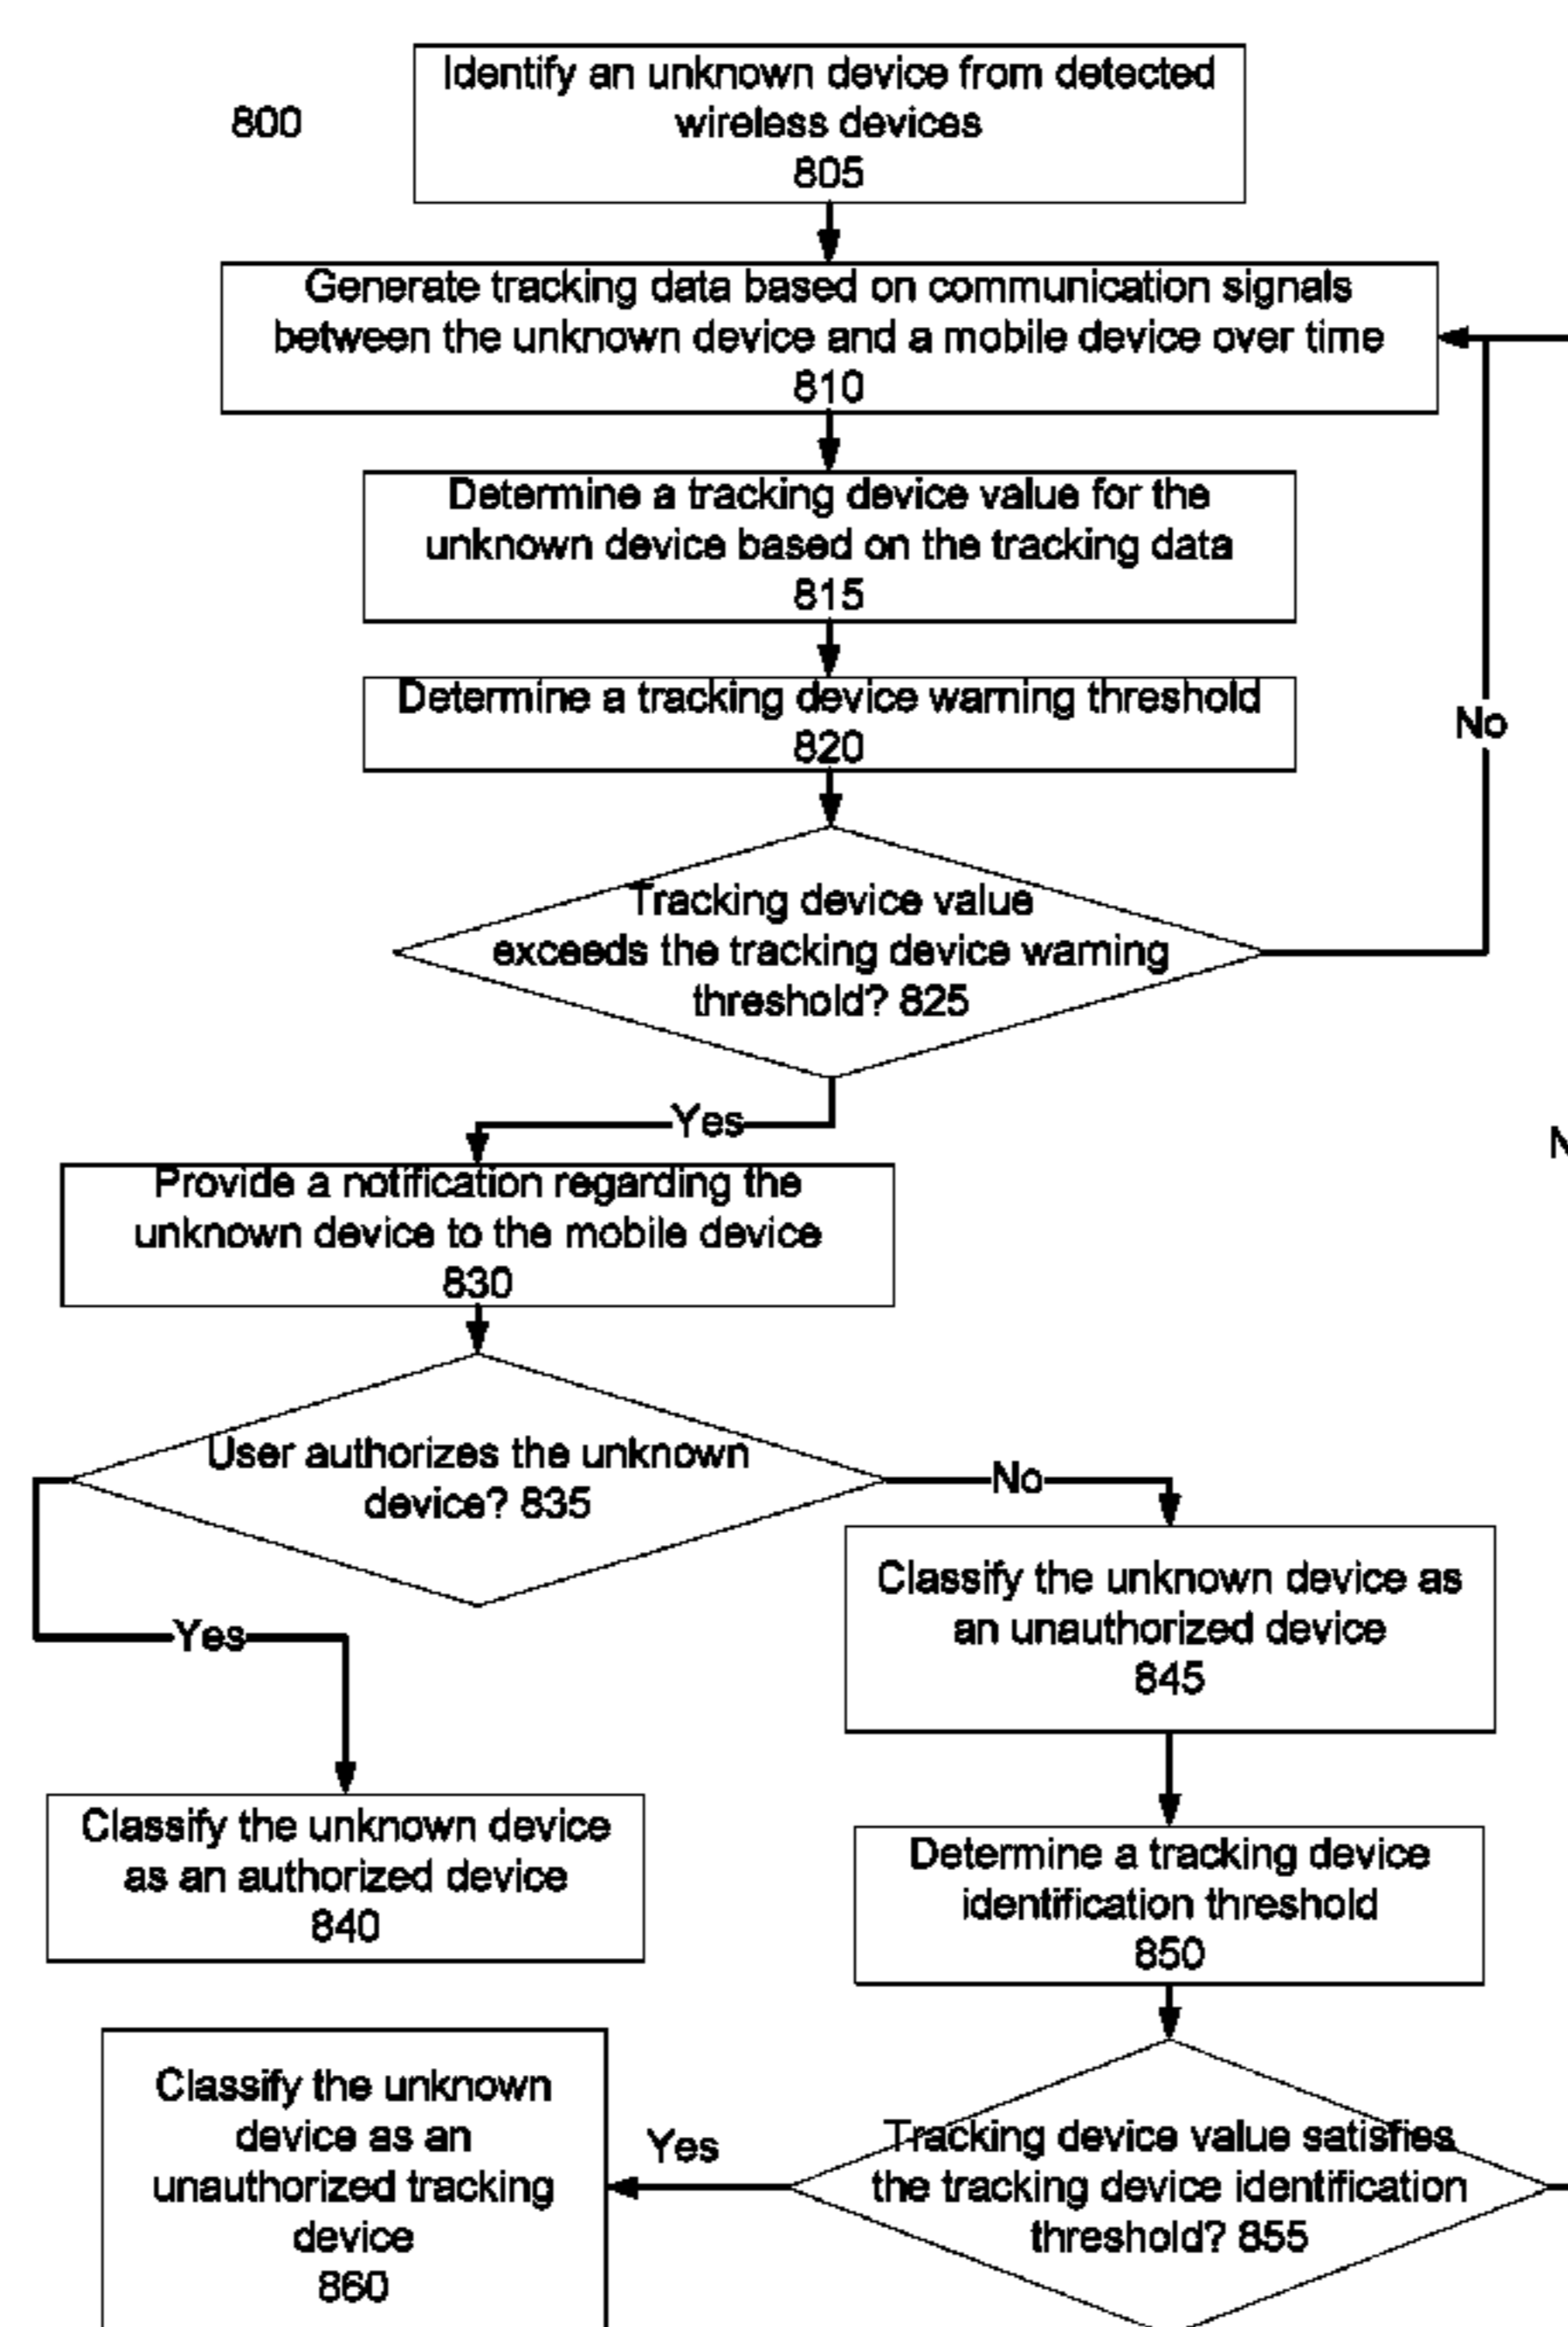 Identify an unknown device from detected
wireless devices
805
800
Generate tracking data based on communication signals
between the unknown device and a mobile device over time
810
Determine a tracking device value for the
unknown device based on the tracking data
815
Determine a tracking device warning threshold
820
No
Tracking device value
exceeds the tracking device warning
threshold? 825
Yes
Provide a notification regarding the
unknown device to the mobile device
830
User authorizes the unknown
device? 835
No
Yes
Classify the unknown device as
an unauthorized device
845
Classify the unknown device
as an authorized device
840
Determine a tracking device
identification threshold
850
Classify the unknown
device as an
unauthorized tracking
device
860
Yes
Tracking device value satisfies
the tracking device identification
threshold? 855